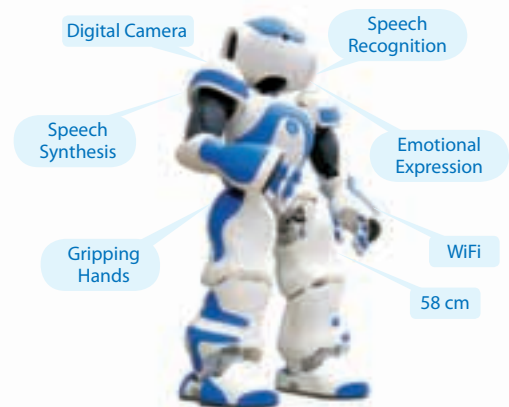 Digital Camera
Speech
Recognition
Speech
Synthesis
Emotional
Expression
Gripping
Hands
WiFi
58 cm